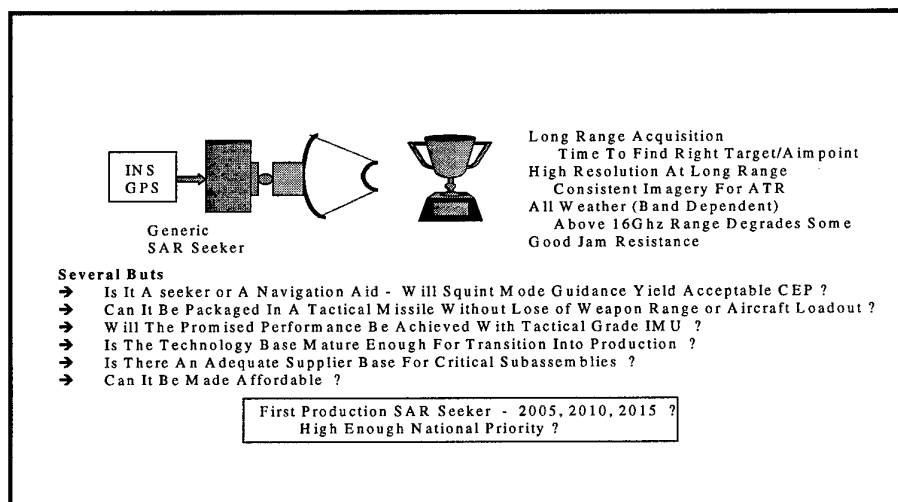 INS
GPS
Generic
SAR Seeker
Long Range Acquisition
Time To Find Right Target/Aimpoint
High Resolution At Long Range
Consistent Imagery For ATR
All Weather (Band Dependent)
Above 16Ghz Range Degrades Some
Good Jam Resistance
Several Buts
➔ Is It A seeker or A Navigation Aid - Will Squint Mode Guidance Yield Acceptable CEP ?
➔ Can It Be Packaged In A Tactical Missile Without Lose of Weapon Range or Aircraft Loadout ?
➔ Will The Promised Performance Be Achieved With Tactical Grade IMU ?
➔ Is The Technology Base Mature Enough For Transition Into Production ?
➔ Is There An Adequate Supplier Base For Critical Subassemblies ?
➔ Can It Be Made Affordable ?
First Production SAR Seeker - 2005, 2010, 2015 ?
High Enough National Priority ?